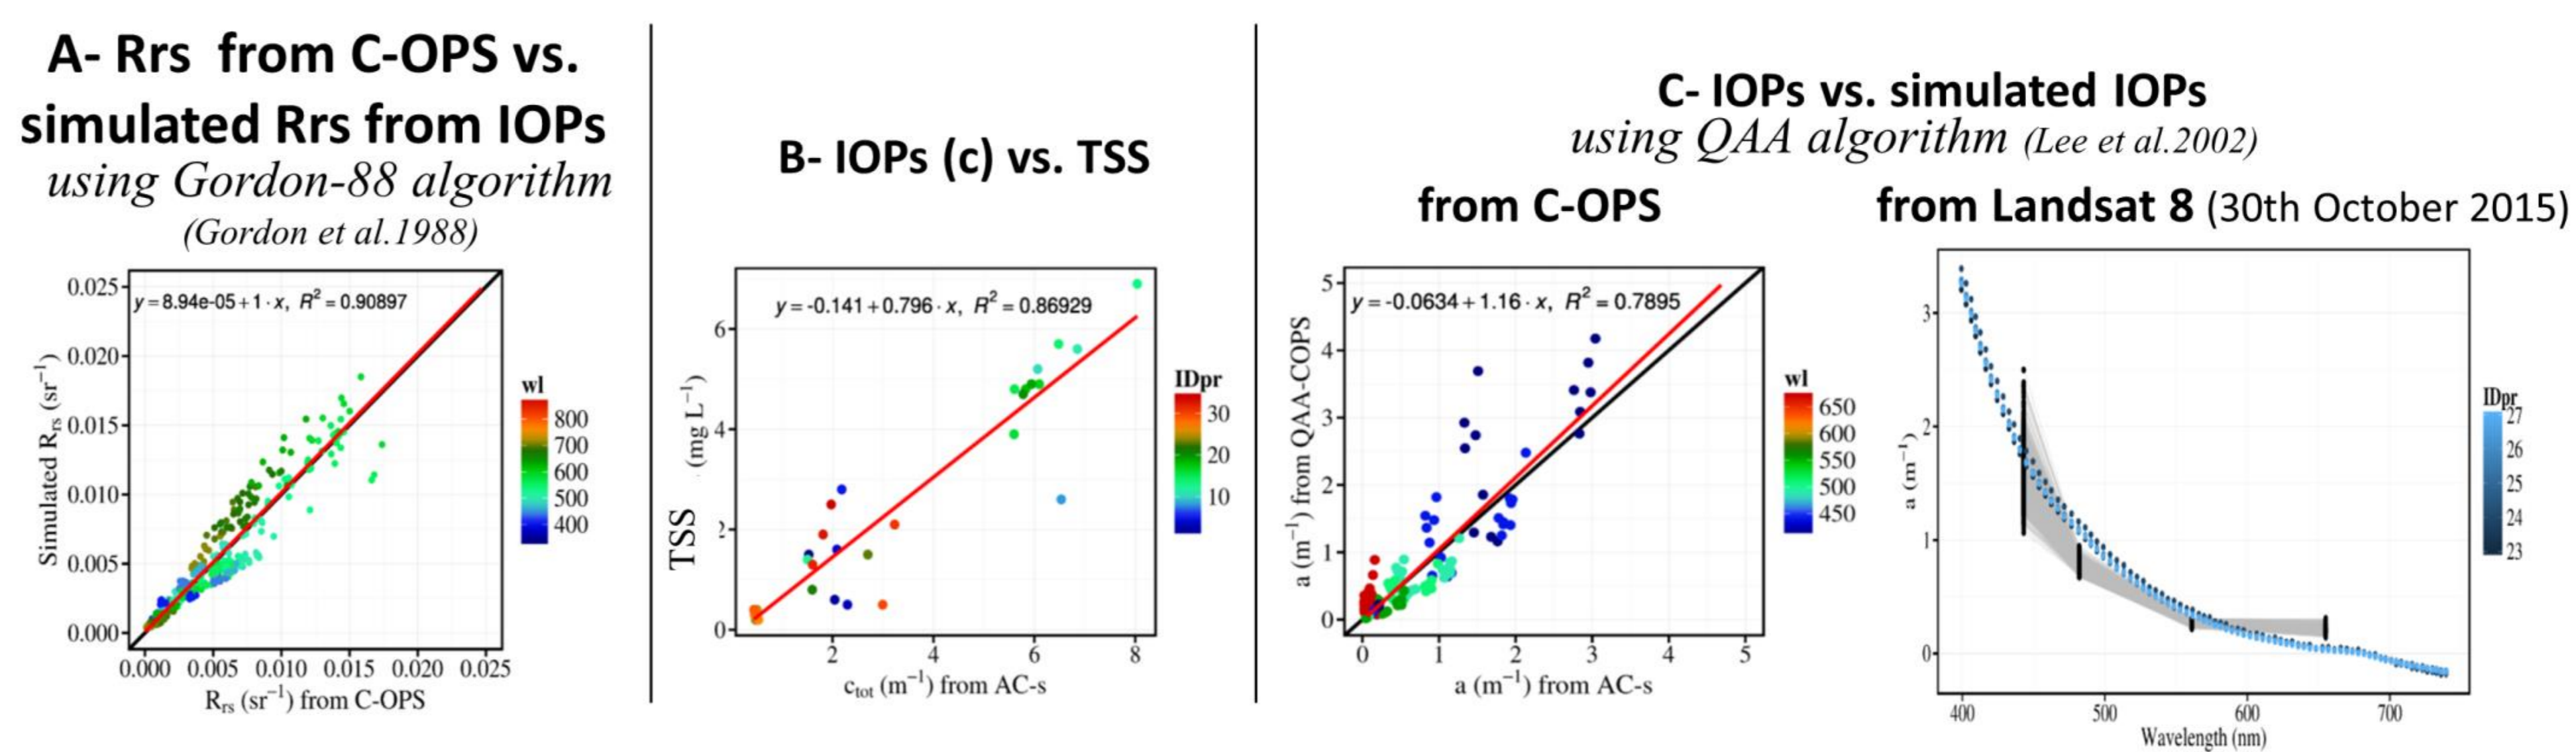 A- Rrs from C-OPS vs.
simulated Rrs from IOPs
using Gordon-88 algorithm
(Gordon et al.1988)
y = 8.94e-05 + 1 · x, R² = 0.90897
Simulated Rrs (sr⁻¹)
0.025
0.020
0.015
0.010
0.005
0.000
0.000 0.005 0.010 0.015 0.020 0.025
Rrs (sr⁻¹) from C-OPS
wl
800
700
600
500
400
B- IOPs (c) vs. TSS
y = -0.141 + 0.796 · x, R² = 0.86929
TSS (mg L⁻¹)
6
4
2
0
2 4 6 8
ctot (m⁻¹) from AC-s
IDpr
30
20
10
C- IOPs vs. simulated IOPs
using QAA algorithm (Lee et al.2002)
from C-OPS
y = -0.0634 + 1.16 · x, R² = 0.7895
a (m⁻¹) from QAA-COPS
5
4
3
2
1
0
0 1 2 3 4 5
a (m⁻¹) from AC-s
wl
650
600
550
500
450
from Landsat 8 (30th October 2015)
a (m⁻¹)
3
2
1
0
400 500 600 700
Wavelength (nm)
IDpr
27
26
25
24
23